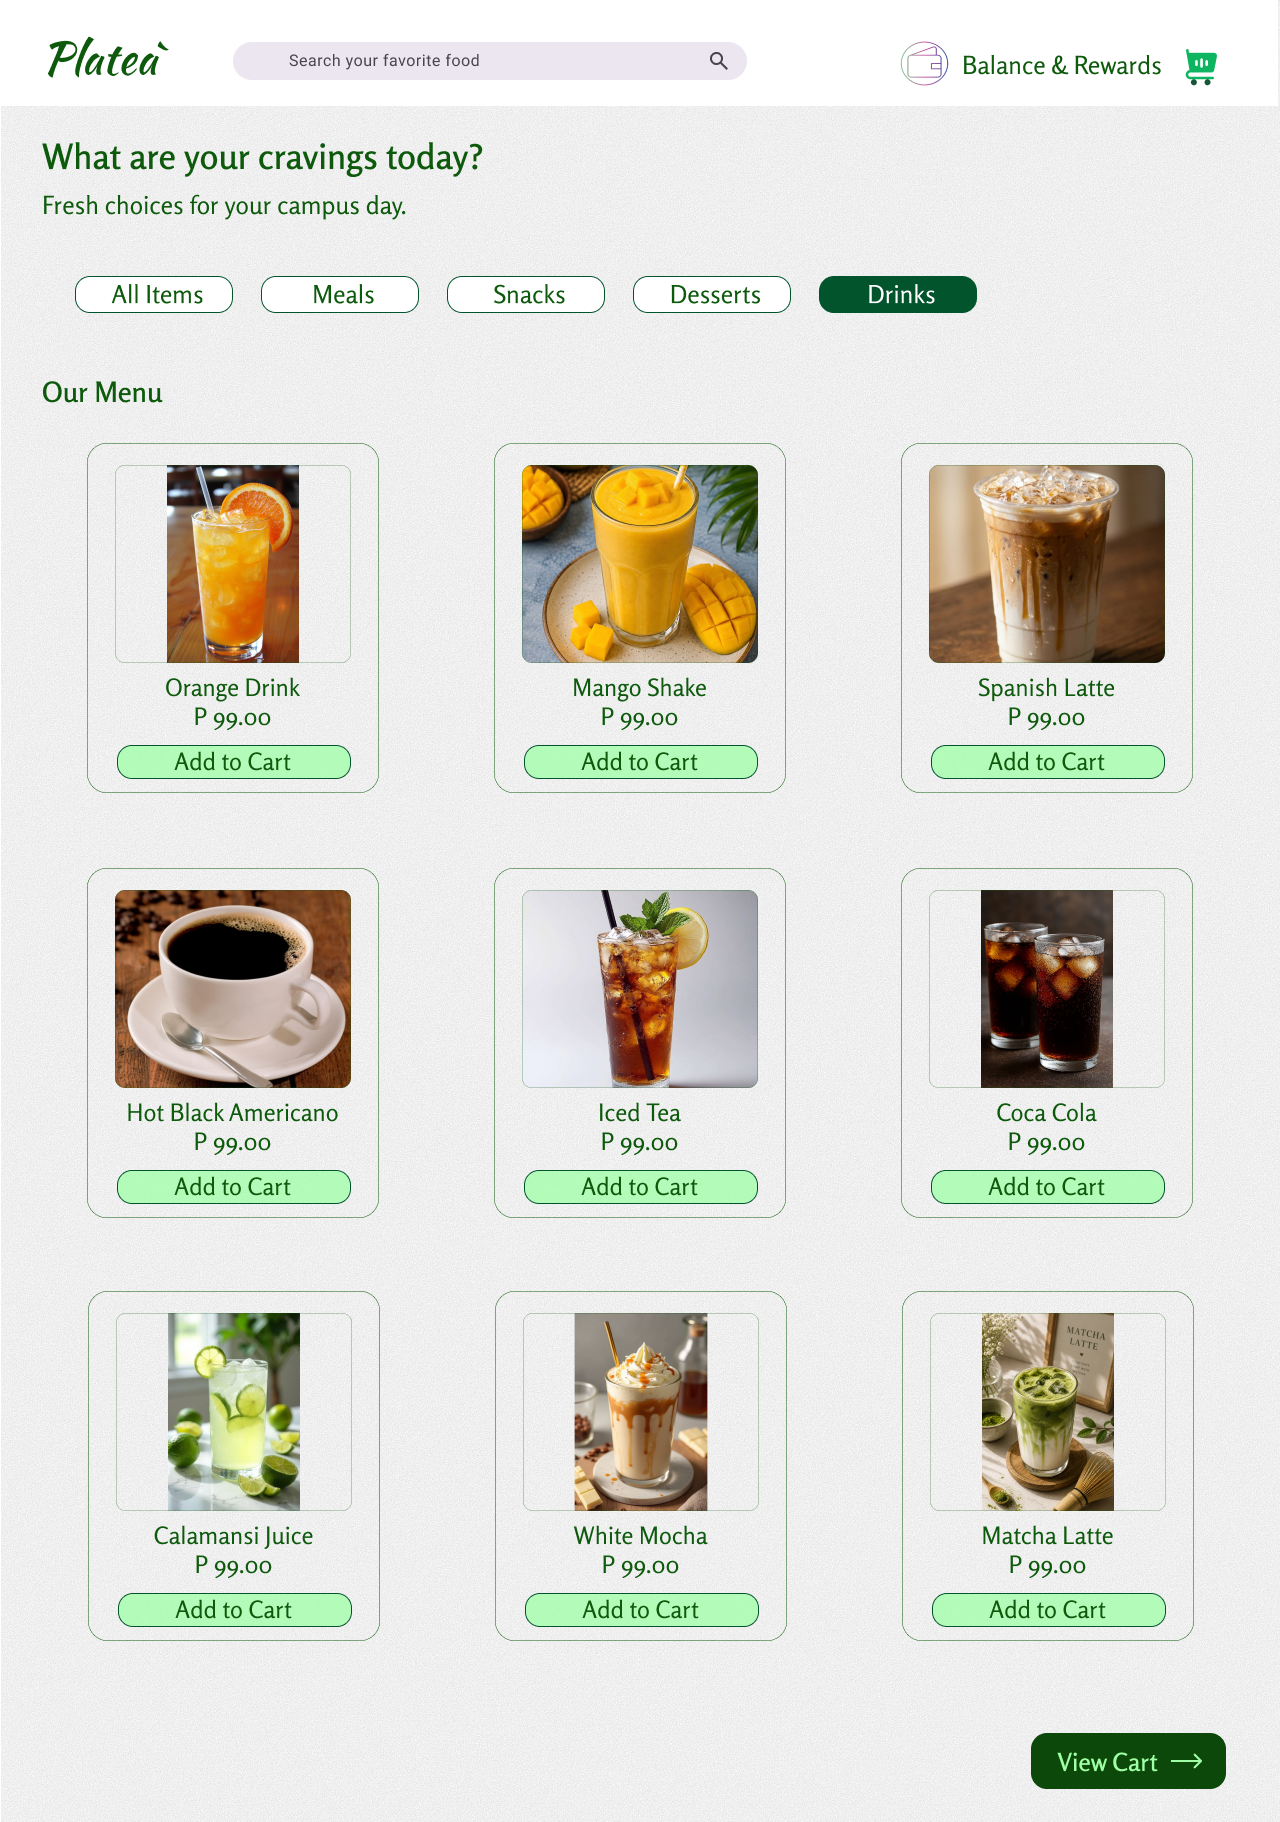 Plateà
Search your favorite food
Balance & Rewards
What are your cravings today?
Fresh choices for your campus day.
All Items
Meals
Snacks
Desserts
Drinks
Our Menu
Orange Drink
P 99.00
Add to Cart
Mango Shake
P 99.00
Add to Cart
Spanish Latte
P 99.00
Add to Cart
Hot Black Americano
P 99.00
Add to Cart
Iced Tea
P 99.00
Add to Cart
Coca Cola
P 99.00
Add to Cart
MATCHA
LATTE
Calamansi Juice
P 99.00
Add to Cart
White Mocha
P 99.00
Add to Cart
Matcha Latte
P 99.00
Add to Cart
View Cart